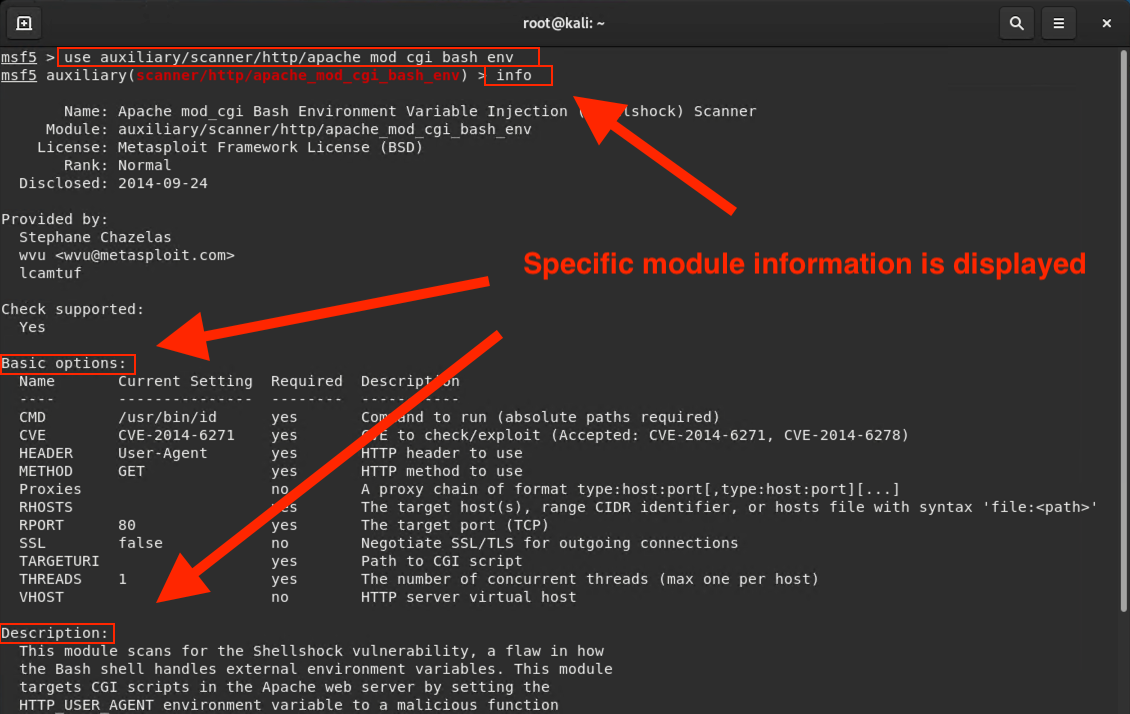 root@kali: ~
msf5 > use auxiliary/scanner/http/apache_mod_cgi_bash_env
msf5 auxiliary(scanner/http/apache_mod_cgi_bash_env) > info
Name: Apache mod_cgi Bash Environment Variable Injection ( lshock) Scanner
Module: auxiliary/scanner/http/apache_mod_cgi_bash_env
License: Metasploit Framework License (BSD)
Rank: Normal
Disclosed: 2014-09-24
Provided by:
Stephane Chazelas
wvu <wvu@metasploit.com>
lcamtuf
Specific module information is displayed
Check supported:
Yes
Basic options:
Name Current Setting Required Description
---- --------------- -------- -----------
CMD /usr/bin/id yes Command to run (absolute paths required)
CVE CVE-2014-6271 yes CVE to check/exploit (Accepted: CVE-2014-6271, CVE-2014-6278)
HEADER User-Agent yes HTTP header to use
METHOD GET yes HTTP method to use
Proxies no A proxy chain of format type:host:port[,type:host:port][...]
RHOSTS yes The target host(s), range CIDR identifier, or hosts file with syntax 'file:<path>'
RPORT 80 yes The target port (TCP)
SSL false no Negotiate SSL/TLS for outgoing connections
TARGETURI yes Path to CGI script
THREADS 1 yes The number of concurrent threads (max one per host)
VHOST no HTTP server virtual host
Description:
This module scans for the Shellshock vulnerability, a flaw in how
the Bash shell handles external environment variables. This module
targets CGI scripts in the Apache web server by setting the
HTTP_USER_AGENT environment variable to a malicious function